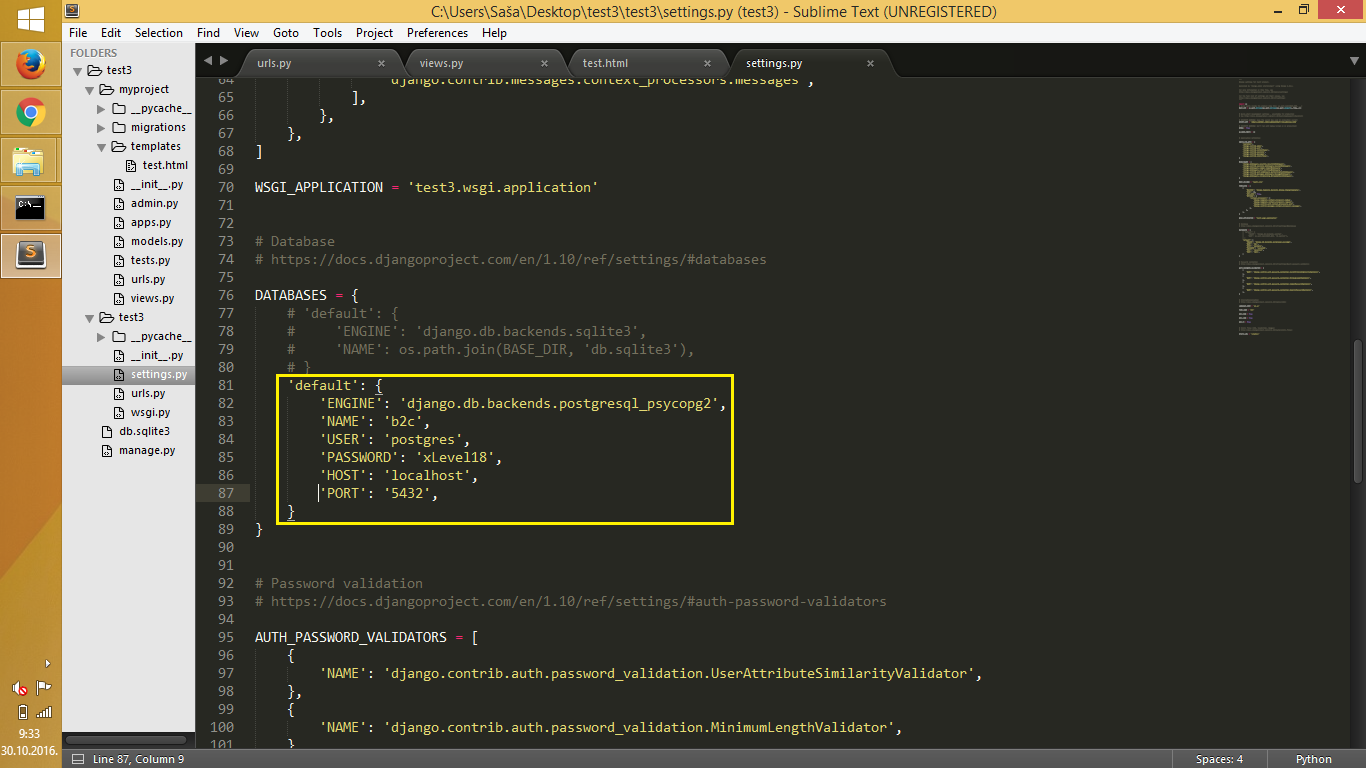 C:\Users\Saša\Desktop\test3\test3\settings.py (test3) - Sublime Text (UNREGISTERED)
File Edit Selection Find View Goto Tools Project Preferences Help
FOLDERS
test3
myproject
__pycache__
migrations
templates
test.html
__init__.py
admin.py
apps.py
models.py
tests.py
urls.py
views.py
test3
__pycache__
__init__.py
settings.py
urls.py
wsgi.py
db.sqlite3
manage.py
urls.py views.py test.html settings.py
64 'django.contrib.messages.context_processors.messages',
65 ],
66 },
67 },
68 ]
69
70 WSGI_APPLICATION = 'test3.wsgi.application'
71
72
73 # Database
74 # https://docs.djangoproject.com/en/1.10/ref/settings/#databases
75
76 DATABASES = {
77 # 'default': {
78 #     'ENGINE': 'django.db.backends.sqlite3',
79 #     'NAME': os.path.join(BASE_DIR, 'db.sqlite3'),
80 # }
81 'default': {
82 'ENGINE': 'django.db.backends.postgresql_psycopg2',
83 'NAME': 'b2c',
84 'USER': 'postgres',
85 'PASSWORD': 'xLevel18',
86 'HOST': 'localhost',
87 'PORT': '5432',
88 }
89 }
90
91
92 # Password validation
93 # https://docs.djangoproject.com/en/1.10/ref/settings/#auth-password-validators
94
95 AUTH_PASSWORD_VALIDATORS = [
96 {
97 'NAME': 'django.contrib.auth.password_validation.UserAttributeSimilarityValidator',
98 },
99 {
100 'NAME': 'django.contrib.auth.password_validation.MinimumLengthValidator',
101 }
C:\_
9:33
30.10.2016.
Line 87, Column 9
Spaces: 4 Python